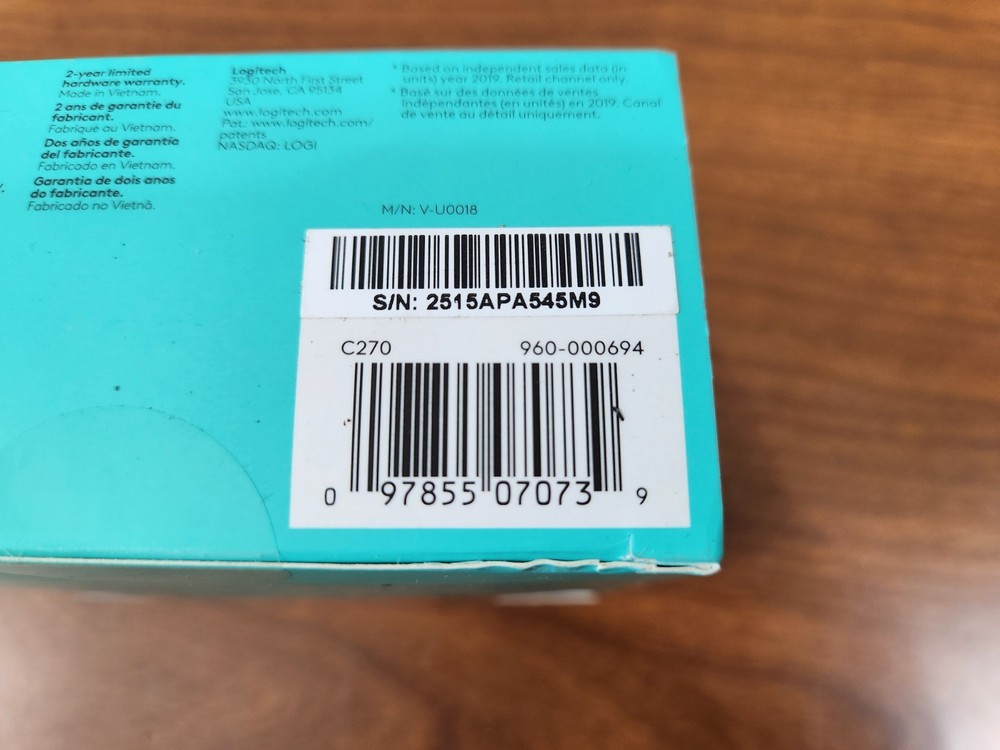 2-year limited
hardware warranty.
Made in Vietnam.
2 ans de garantie du
fabricant.
Fabriqué au Vietnam.
Dos años de garantía
del fabricante.
Fabricado en Vietnam.
Garantia de dois anos
do fabricante.
Fabricado no Vietnã.
Logitech
3930 North First Street
San Jose, CA 95134
USA
www.logitech.com
Pat.: www.logitech.com/
patents
NASDAQ: LOGI
* Based on independent sales data (in
units) year 2019. Retail channel only.
* Basé sur des données de ventes
indépendantes (en unités) en 2019. Canal
de vente au détail uniquement.
M/N: V-U0018
S/N: 2515APA545M9
C270 960-000694
0 97855 07073 9